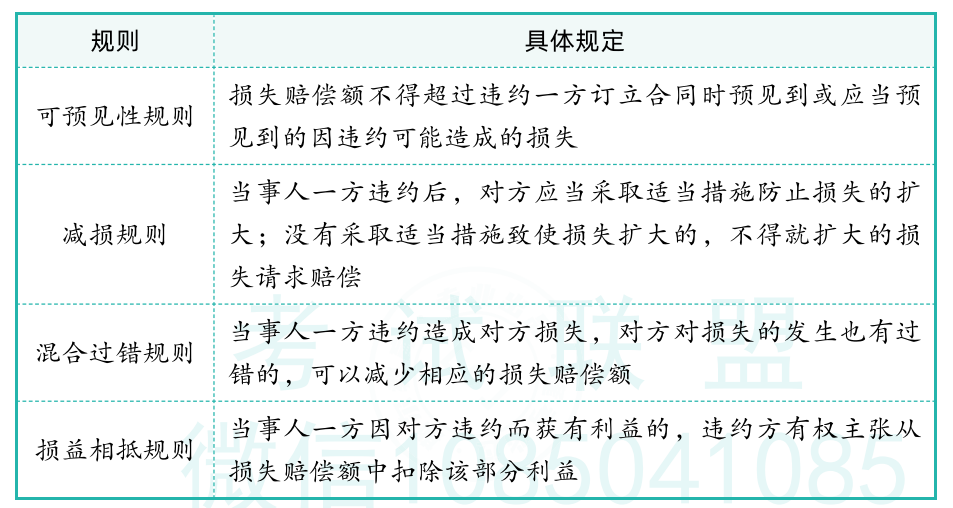 规则
具体规定
可预见性规则
损失赔偿额不得超过违约一方订立合同时预见到或应当预
见到的因违约可能造成的损失
减损规则
当事人一方违约后，对方应当采取适当措施防止损失的扩
大；没有采取适当措施致使损失扩大的，不得就扩大的损
失请求赔偿
混合过错规则
当事人一方违约造成对方损失，对方对损失的发生也有过
错的，可以减少相应的损失赔偿额
损益相抵规则
当事人一方因对方违约而获有利益的，违约方有权主张从
损失赔偿额中扣除该部分利益
考试联盟
微信1085041085